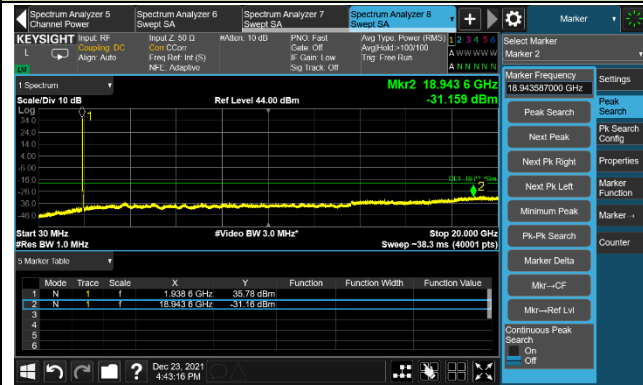 Spectrum Analyzer 5
Channel Power
Spectrum Analyzer 6
Swept SA
Spectrum Analyzer 7
Swept SA
Spectrum Analyzer 8
Swept SA
Marker
KEYSIGHT
L
Input: RF
Coupling: DC
Align: Auto
Input Z: 50 Ω
Corr CCorr
Freq Ref: Int (S)
NFE: Adaptive
#Atten: 10 dB
PNO: Fast
Gate: Off
IF Gain: Low
Sig Track: Off
Avg Type: Power (RMS)
Avg|Hold:>100/100
Trig: Free Run
1 2 3 4 5 6
A W W W W W
A N N N N N
Select Marker
Marker 2
1 Spectrum
Mkr2 18.943 6 GHz
Scale/Div 10 dB
Ref Level 44.00 dBm
-31.159 dBm
Log
34.0
24.0
14.0
4.00
-6.00
-16.0
-26.0
-36.0
-46.0
1
2
Start 30 MHz
#Video BW 3.0 MHz*
Stop 20.000 GHz
#Res BW 1.0 MHz
Sweep ~38.3 ms (40001 pts)
5 Marker Table
Mode Trace Scale X Y Function Function Width Function Value
1 N 1 f 1.938 6 GHz 35.78 dBm
2 N 1 f 18.943 6 GHz -31.16 dBm
3
4
5
6
Dec 23, 2021
4:43:16 PM
Marker Frequency
18.943587000 GHz
Peak Search
Next Peak
Next Pk Right
Next Pk Left
Minimum Peak
Pk-Pk Search
Marker Delta
Mkr→CF
Mkr→Ref Lvl
Continuous Peak
Search
On
Off
Settings
Peak
Search
Pk Search
Config
Properties
Marker
Function
Marker→
Counter